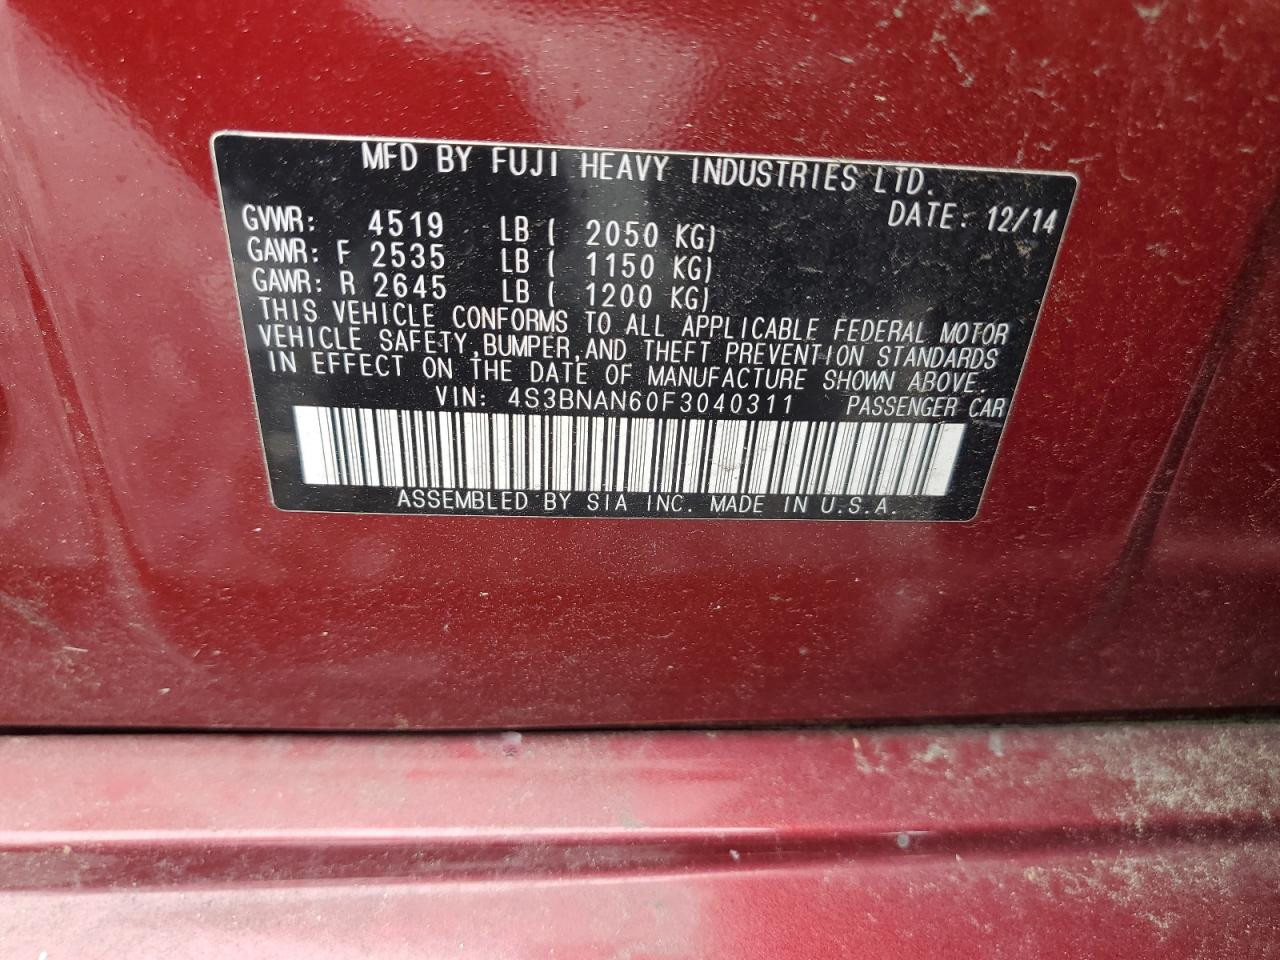 MFD BY FUJI HEAVY INDUSTRIES LTD.
DATE: 12/14
GVWR: 4519 LB ( 2050 KG)
GAWR: F 2535 LB ( 1150 KG)
GAWR: R 2645 LB ( 1200 KG)
THIS VEHICLE CONFORMS TO ALL APPLICABLE FEDERAL MOTOR
VEHICLE SAFETY,BUMPER,AND THEFT PREVENTION STANDARDS
IN EFFECT ON THE DATE OF MANUFACTURE SHOWN ABOVE.
VIN: 4S3BNAN60F3040311 PASSENGER CAR
ASSEMBLED BY SIA INC. MADE IN U.S.A.